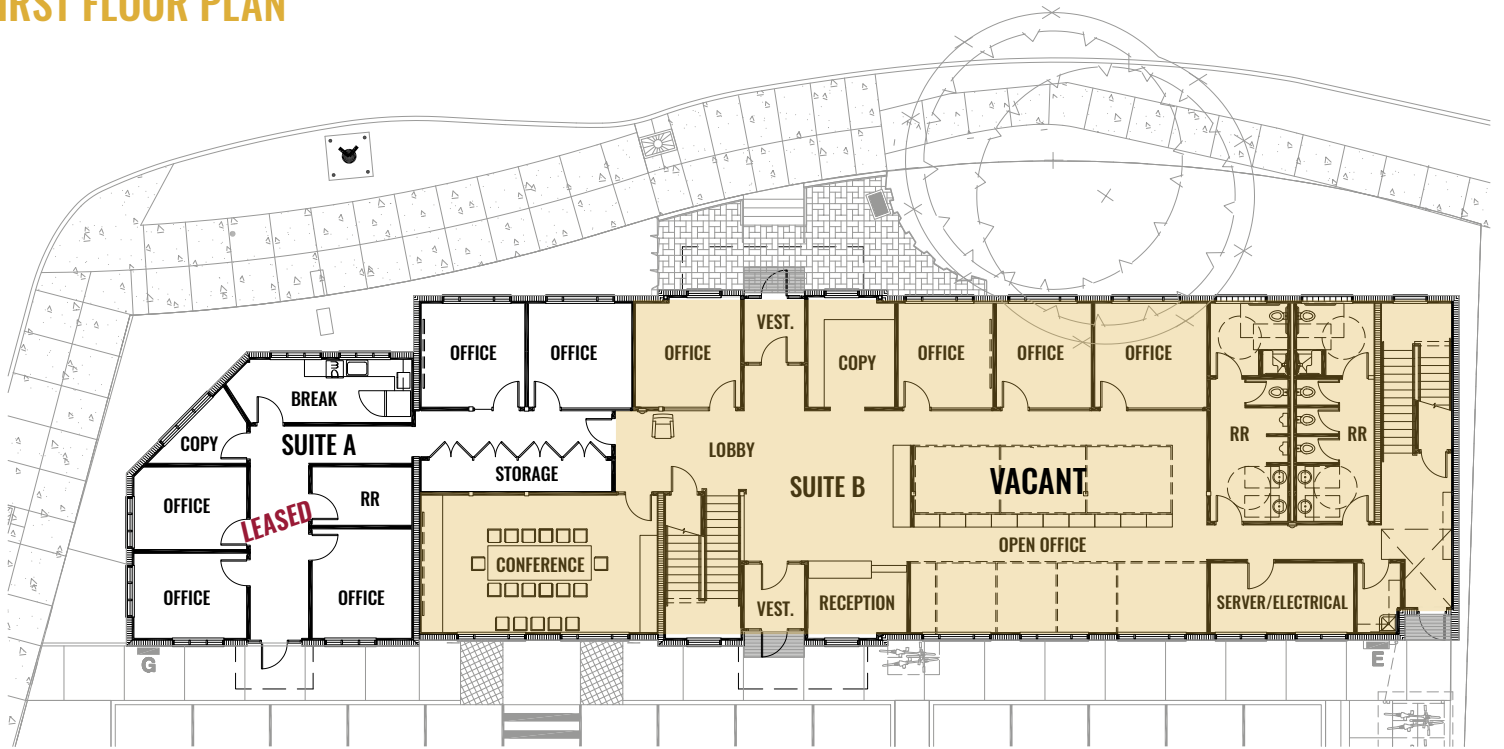 IRST FLOOR PLAN
VEST.
OFFICE
OFFICE
OFFICE
COPY
OFFICE
OFFICE
OFFICE
BREAK
COPY
SUITE A
LOBBY
RR
RR
STORAGE
SUITE B
VACANT
OFFICE
RR
LEASED
OPEN OFFICE
CONFERENCE
OFFICE
OFFICE
VEST.
RECEPTION
SERVER/ELECTRICAL
G
E